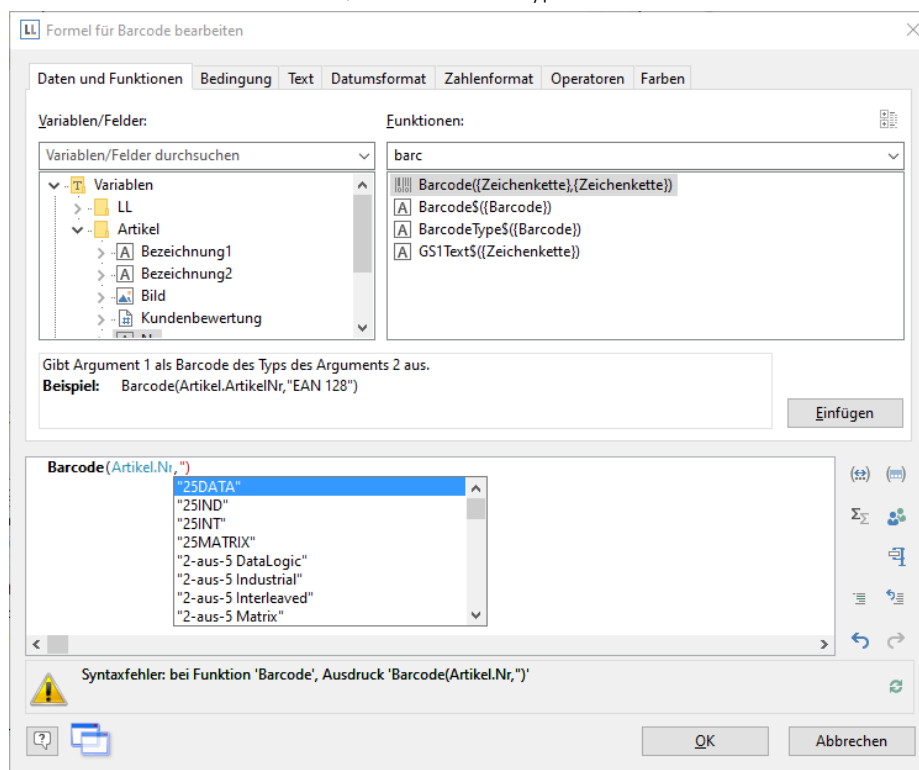 LL Formel für Barcode bearbeiten
Daten und Funktionen Bedingung Text Datumsformat Zahlenformat Operatoren Farben
Variablen/Felder: Funktionen:
Variablen/Felder durchsuchen barc
Variablen Barcode({Zeichenkette},{Zeichenkette})
LL Barcode$({Barcode})
Artikel BarcodeType$({Barcode})
Bezeichnung1 GS1Text$({Zeichenkette})
Bezeichnung2
Bild
Kundenbewertung
Gibt Argument 1 als Barcode des Typs des Arguments 2 aus.
Beispiel: Barcode(Artikel.ArtikelNr,"EAN 128")
Einfügen
Barcode(Artikel.Nr,")
"25DATA"
"25IND"
"25INT"
"25MATRIX"
"2-aus-5 DataLogic"
"2-aus-5 Industrial"
"2-aus-5 Interleaved"
"2-aus-5 Matrix"
Syntaxfehler: bei Funktion 'Barcode', Ausdruck 'Barcode(Artikel.Nr,")'
OK Abbrechen